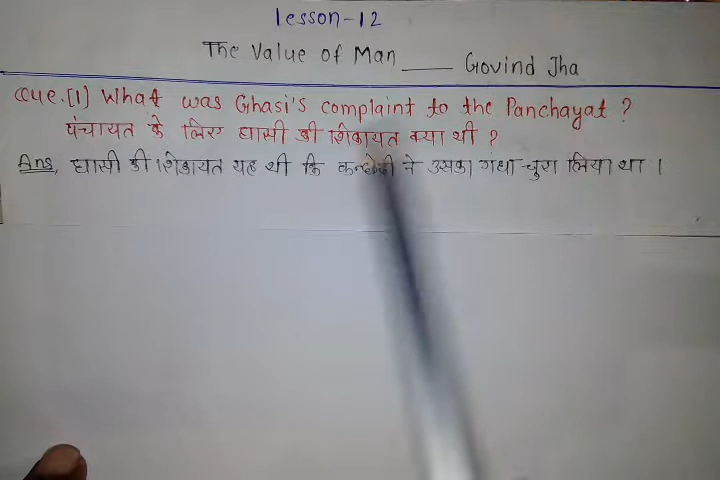 lesson-12
The Value of Man ___ Govind Jha
Que.[1] What was Ghasi's complaint to the Panchayat ?
पंचायत के लिए घासी की शिकायत क्या थी ?
Ans, घासी की शिकायत यह थी कि ने उसका गधा चुरा लिया था ।